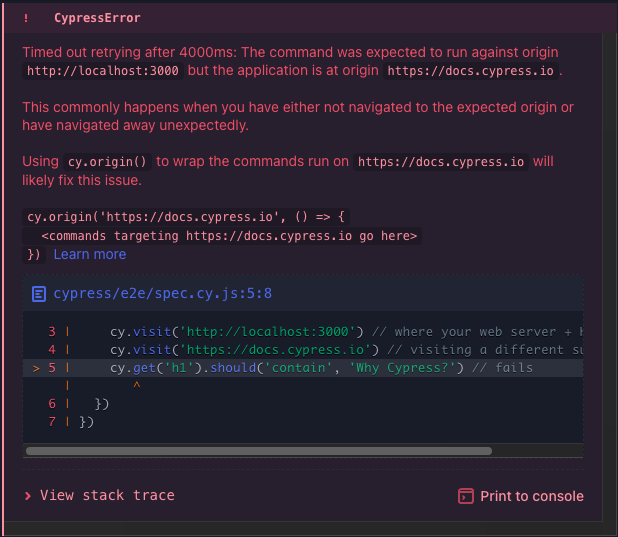 ! CypressError
Timed out retrying after 4000ms: The command was expected to run against origin
http://localhost:3000 but the application is at origin https://docs.cypress.io .
This commonly happens when you have either not navigated to the expected origin or
have navigated away unexpectedly.
Using cy.origin() to wrap the commands run on https://docs.cypress.io will
likely fix this issue.
cy.origin('https://docs.cypress.io', () => {
  <commands targeting https://docs.cypress.io go here>
}) Learn more
cypress/e2e/spec.cy.js:5:8
3 |     cy.visit('http://localhost:3000') // where your web server +
4 |     cy.visit('https://docs.cypress.io') // visiting a different
> 5 |     cy.get('h1').should('contain', 'Why Cypress?') // fails
|        ^
6 |   })
7 | })
> View stack trace
Print to console